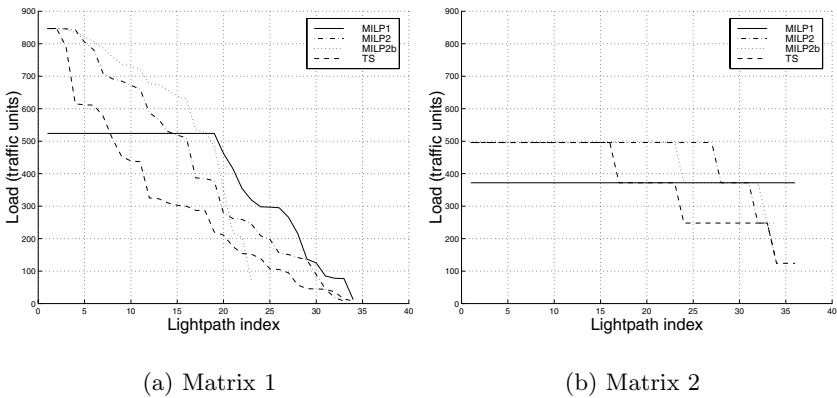 900
800
700
600
500
400
300
200
100
0
0 5 10 15 20 25 30 35 40
Load (traffic units)
Lightpath index
MILP1
MILP2
MILP2b
TS
(a) Matrix 1
900
800
700
600
500
400
300
200
100
0
0 5 10 15 20 25 30 35 40
Load (traffic units)
Lightpath index
MILP1
MILP2
MILP2b
TS
(b) Matrix 2